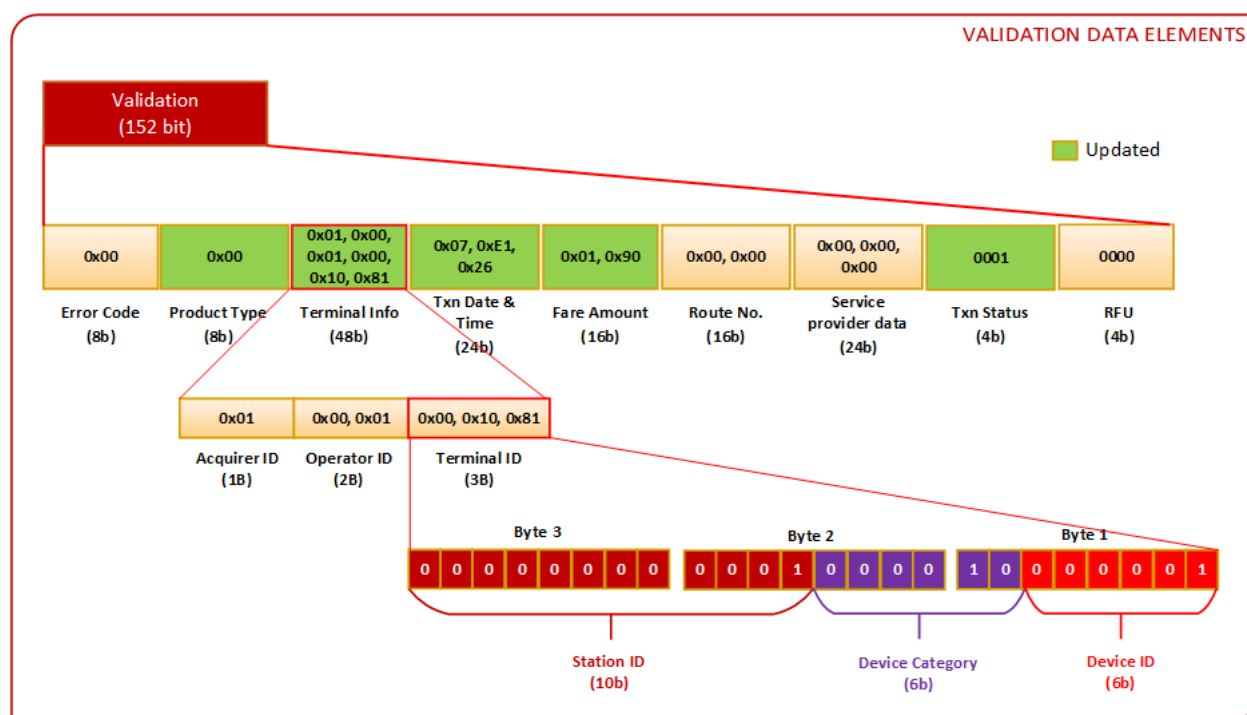 VALIDATION DATA ELEMENTS
Validation
(152 bit)
Updated
0x00
0x00
0x01, 0x00,
0x01, 0x00,
0x10, 0x81
0x07, 0xE1,
0x26
0x01, 0x90
0x00, 0x00
0x00, 0x00,
0x00
0001
0000
Error Code
(8b)
Product Type
(8b)
Terminal Info
(48b)
Txn Date &
Time
(24b)
Fare Amount
(16b)
Route No.
(16b)
Service
provider data
(24b)
Txn Status
(4b)
RFU
(4b)
0x01
0x00, 0x01
0x00, 0x10, 0x81
Acquirer ID
(1B)
Operator ID
(2B)
Terminal ID
(3B)
Byte 3
Byte 2
Byte 1
0 0 0 0 0 0 0 0
0 0 0 1 0 0 0 0
1 0 0 0 0 0 0 1
Station ID
(10b)
Device Category
(6b)
Device ID
(6b)